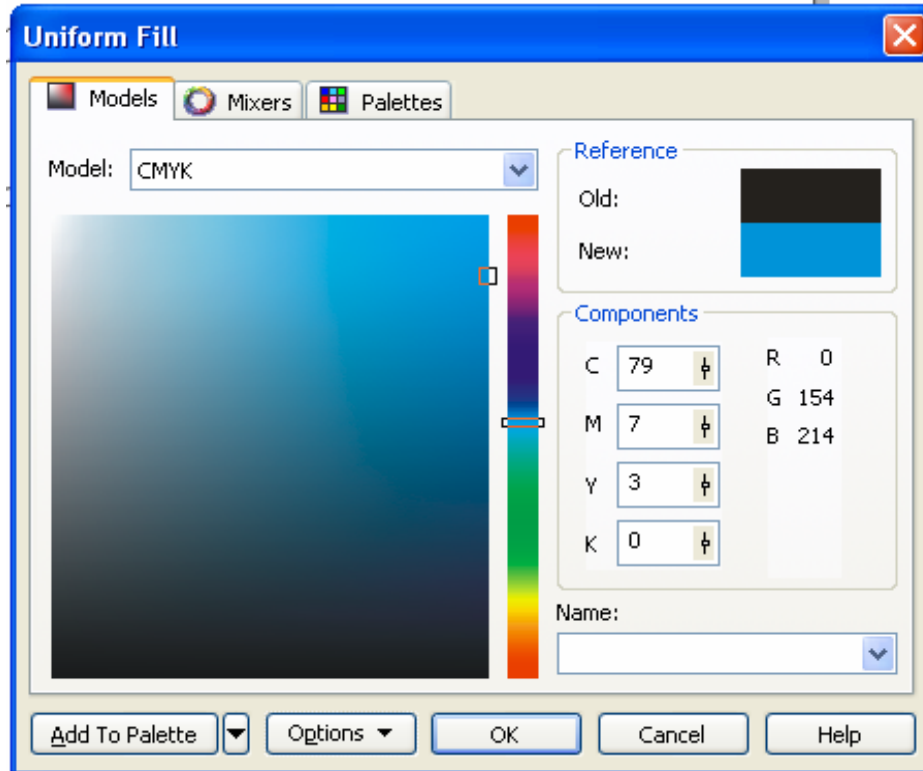 Uniform Fill
Models Mixers Palettes
Model: CMYK
Reference
Old:
New:
Components
C 79 R 0
G 154
M 7 B 214
Y 3
K 0
Name:
Add To Palette Options OK Cancel Help